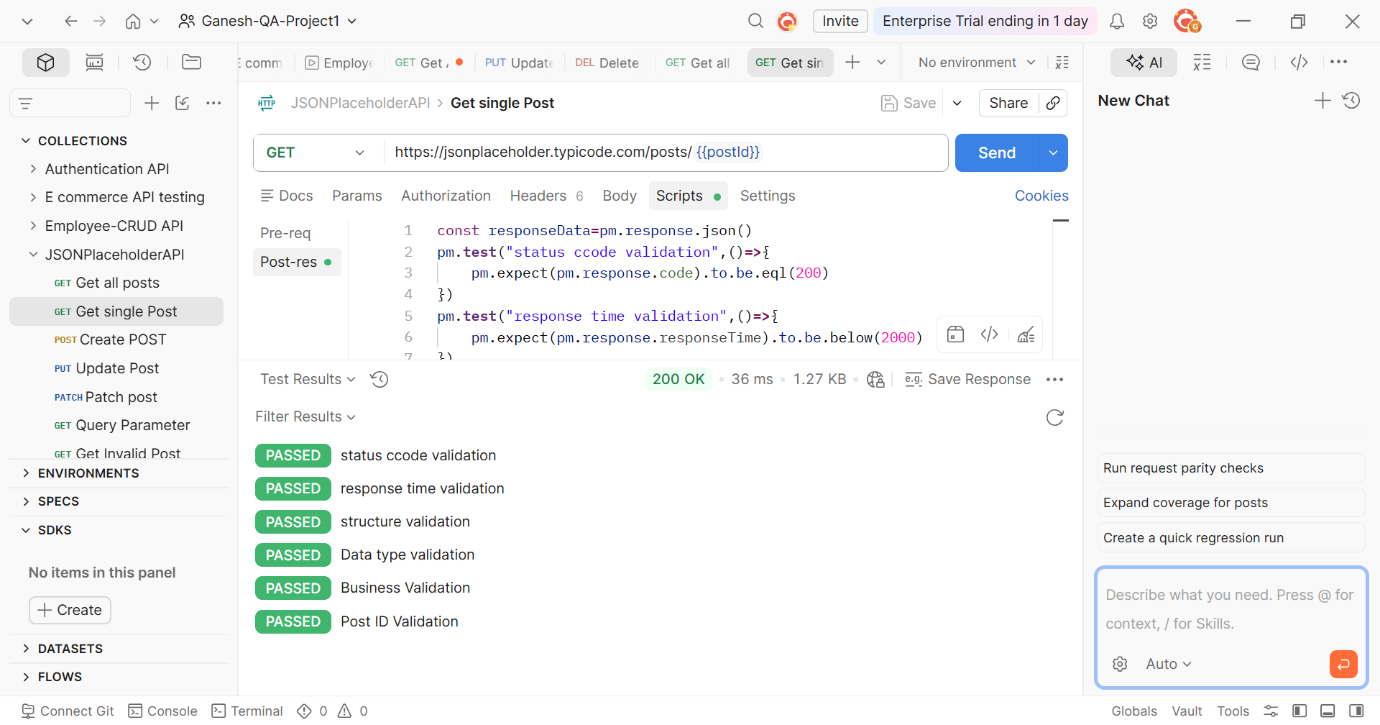 Ganesh-QA-Project1
Invite
Enterprise Trial ending in 1 day
E comm
Employe
GET Get
PUT Update
DEL Delete
GET Get all
GET Get sin
No environment
AI
HTTP JSONPlaceholderAPI > Get single Post
Save
Share
New Chat
COLLECTIONS
Authentication API
E commerce API testing
Employee-CRUD API
JSONPlaceholderAPI
GET Get all posts
GET Get single Post
POST Create POST
PUT Update Post
PATCH Patch post
GET Query Parameter
GET Get Invalid Post
ENVIRONMENTS
SPECS
SDKS
No items in this panel
Create
DATASETS
FLOWS
GET
https://jsonplaceholder.typicode.com/posts/ {{postId}}
Send
Docs Params Authorization Headers 6 Body Scripts Settings
Cookies
Pre-req
Post-res
1 const responseData=pm.response.json()
2 pm.test("status ccode validation",()=>{
3 pm.expect(pm.response.code).to.be.eql(200)
4 })
5 pm.test("response time validation",()=>{
6 pm.expect(pm.response.responseTime).to.be.below(2000)
7 })
Test Results
200 OK • 36 ms • 1.27 KB •
e.g. Save Response
Filter Results
PASSED status ccode validation
PASSED response time validation
PASSED structure validation
PASSED Data type validation
PASSED Business Validation
PASSED Post ID Validation
Run request parity checks
Expand coverage for posts
Create a quick regression run
Describe what you need. Press @ for
context, / for Skills.
Auto
Connect Git
Console
Terminal
0
0
Globals
Vault
Tools